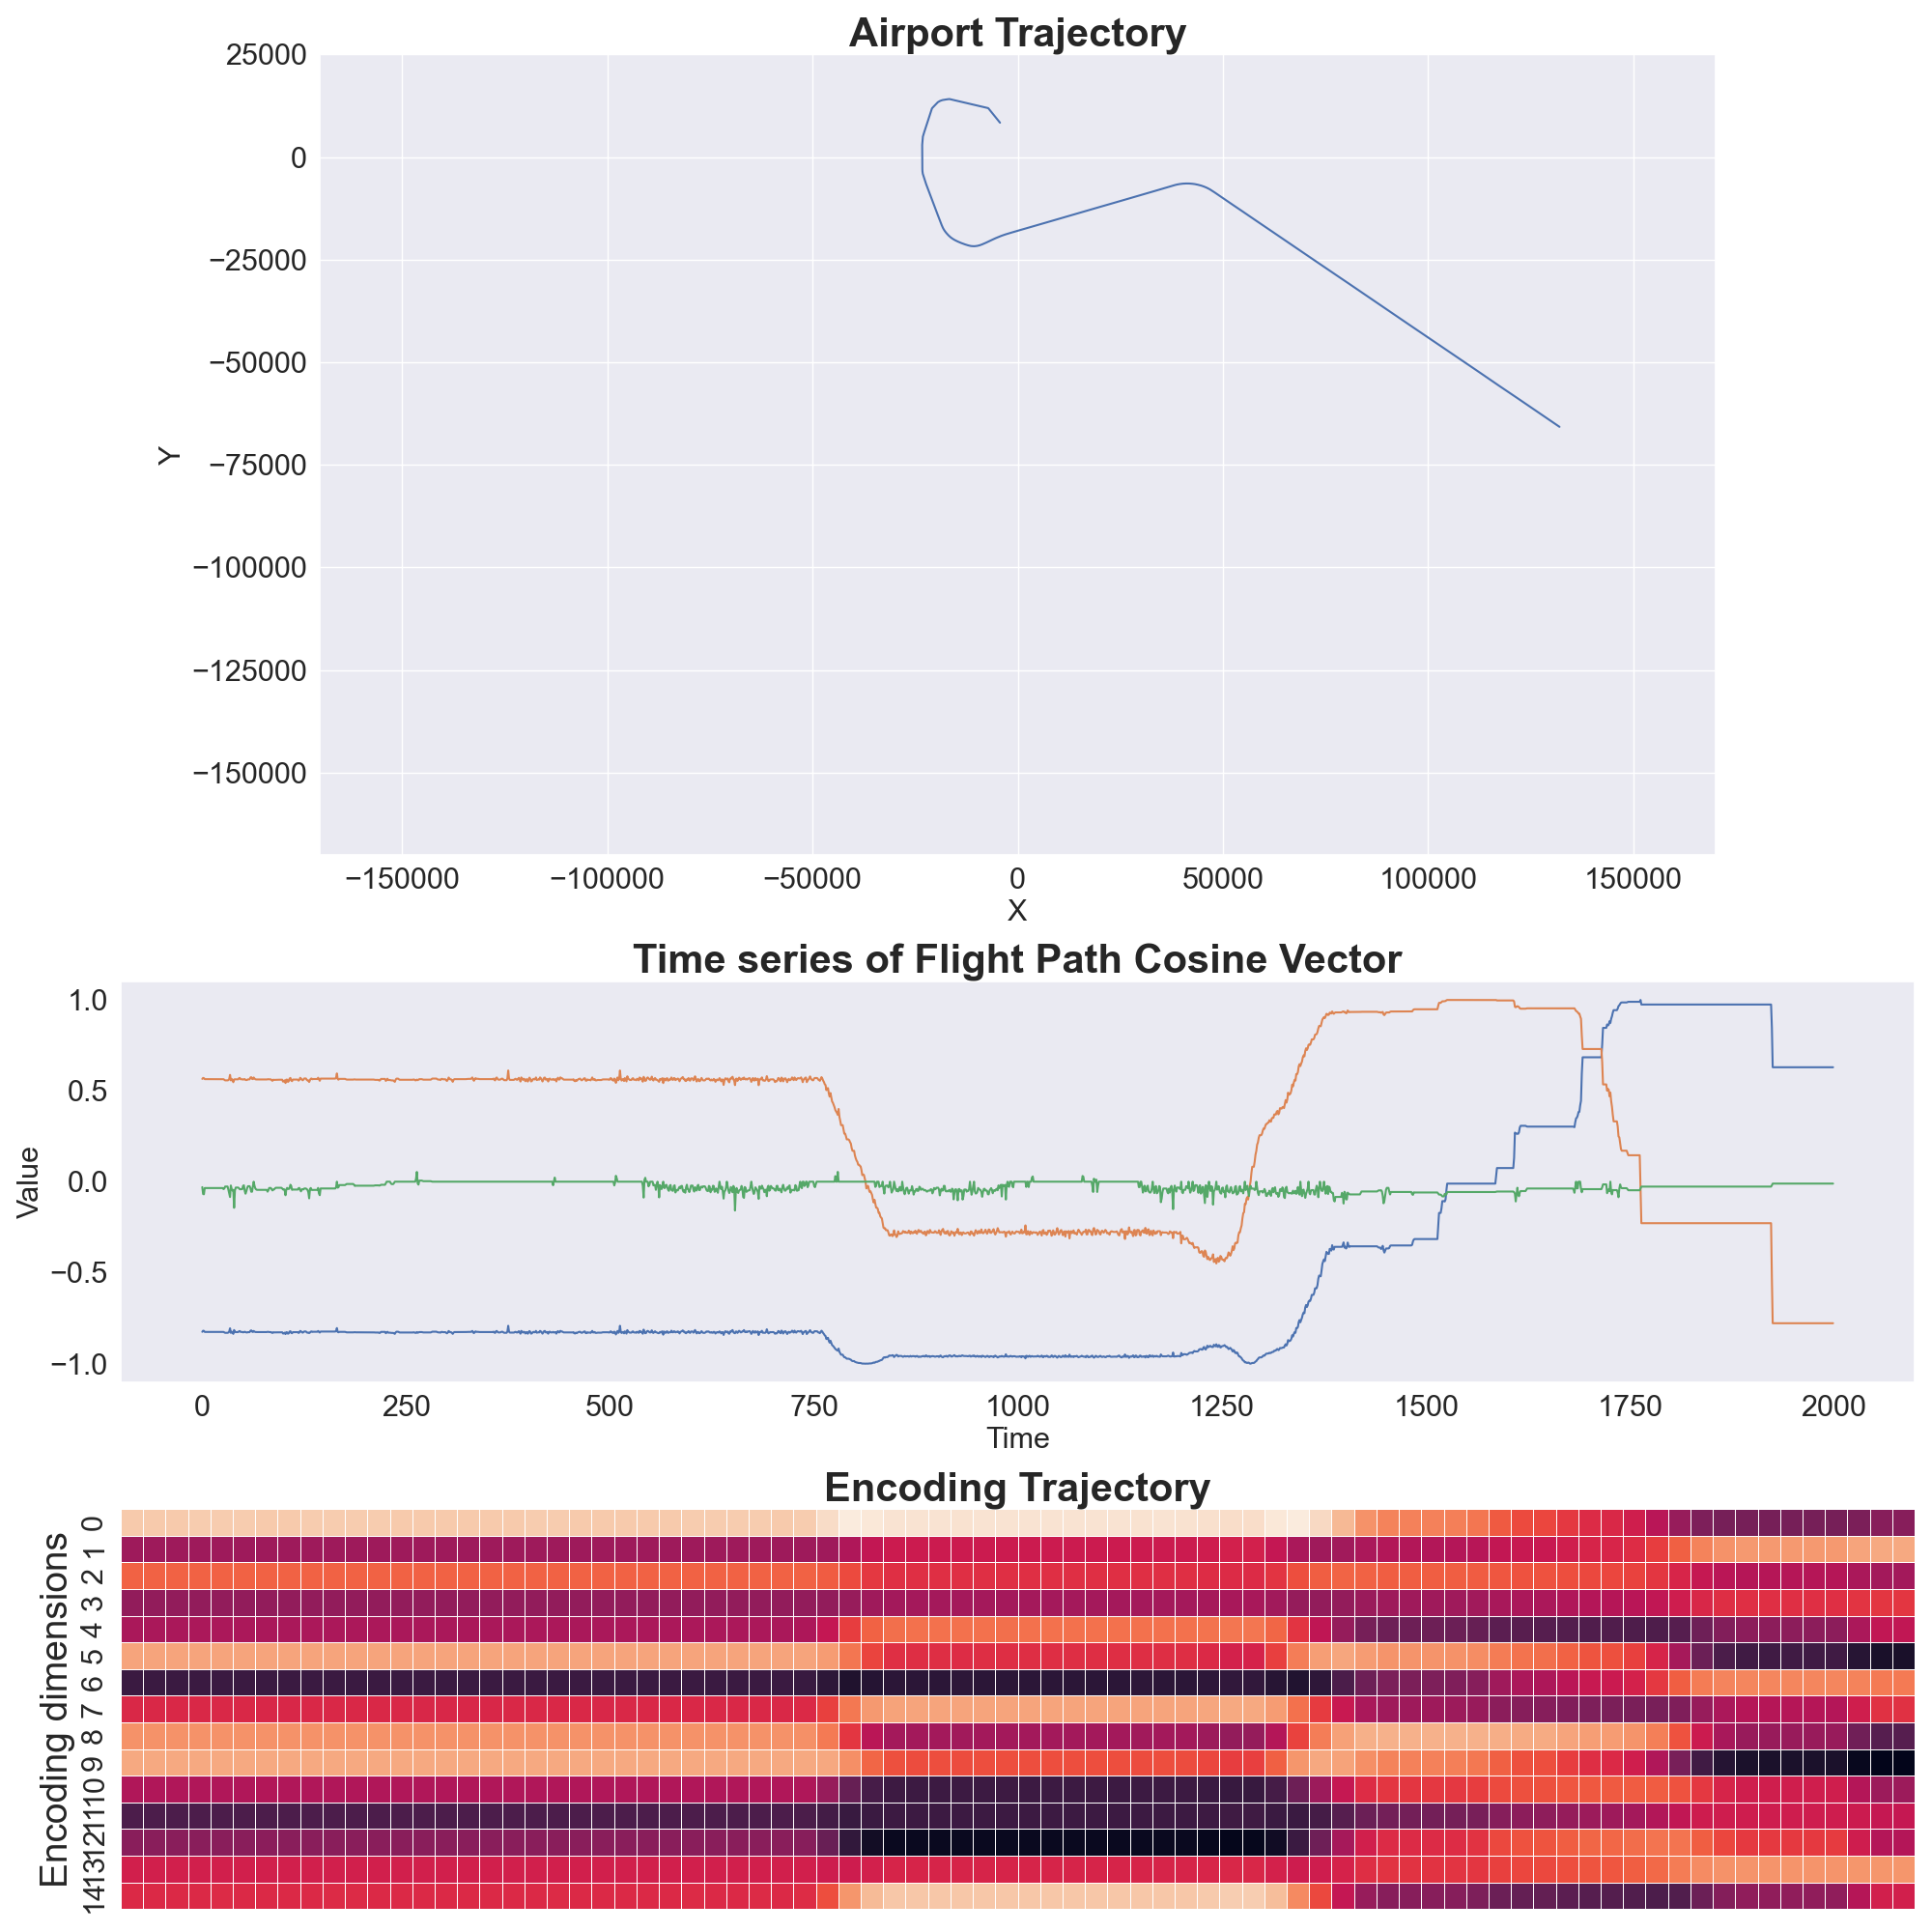 Airport Trajectory
25000
0
−25000
−50000
−75000
−100000
−125000
−150000
Y
−150000 −100000 −50000 0 50000 100000 150000
X
Time series of Flight Path Cosine Vector
1.0
0.5
0.0
−0.5
−1.0
Value
0 250 500 750 1000 1250 1500 1750 2000
Time
Encoding Trajectory
Encoding dimensions
0
1
2
3
4
5
6
7
8
9
10
11
12
13
14